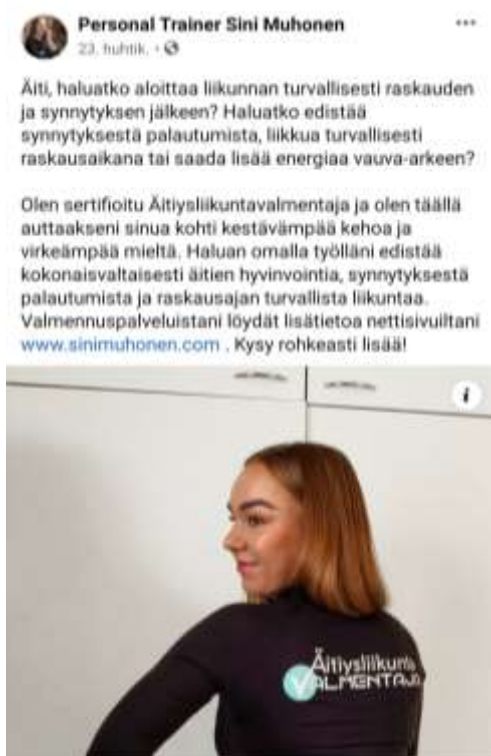 Personal Trainer Sini Muhonen
23. huhtik. •
Äiti, haluatko aloittaa liikunnan turvallisesti raskauden
ja synnytyksen jälkeen? Haluatko edistää
synnytyksestä palautumista, liikkua turvallisesti
raskausaikana tai saada lisää energiaa vauva-arkeen?
Olen sertifioitu Äitiysliikuntavalmentaja ja olen täällä
auttaakseni sinua kohti kestävämpää kehoa ja
virkeämpää mieltä. Haluan omalla työlläni edistää
kokonaisvaltaisesti äitien hyvinvointia, synnytyksestä
palautumista ja raskausajan turvallista liikuntaa.
Valmennuspalveluistani löydät lisätietoa nettisivuiltani
www.sinimuhonen.com . Kysy rohkeasti lisää!
i
Äitiysliikunta
VALMENTAJA